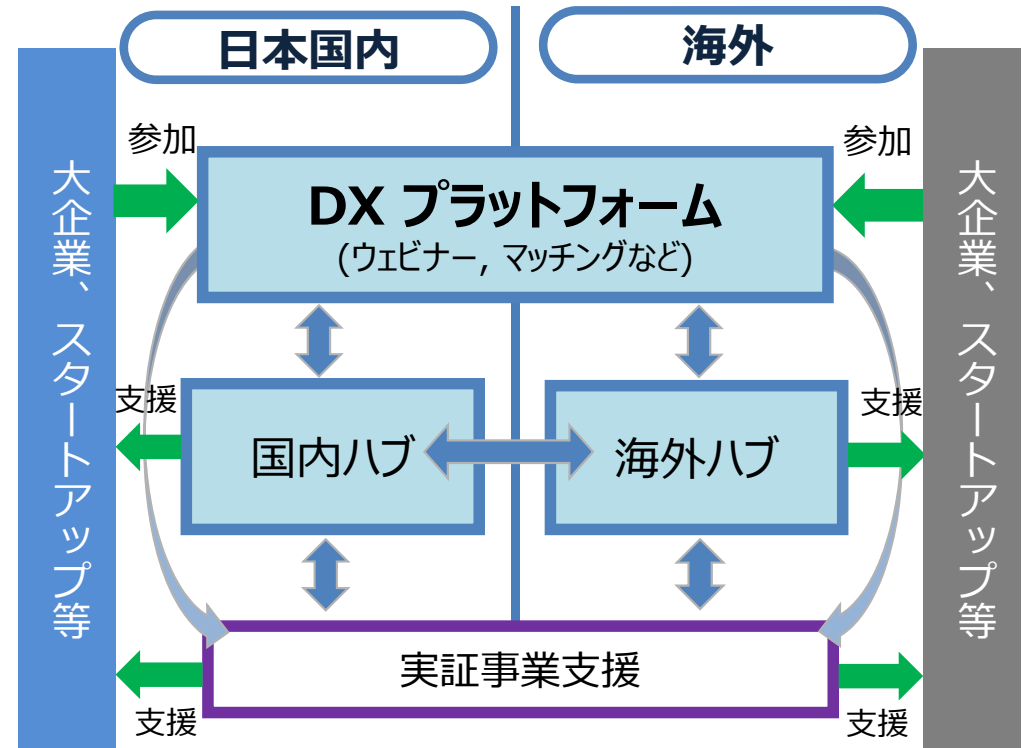 日本国内
海外
大企業、スタートアップ等
参加
DX プラットフォーム
(ウェビナー, マッチングなど)
参加
大企業、スタートアップ等
支援
国内ハブ
海外ハブ
支援
実証事業支援
支援
支援